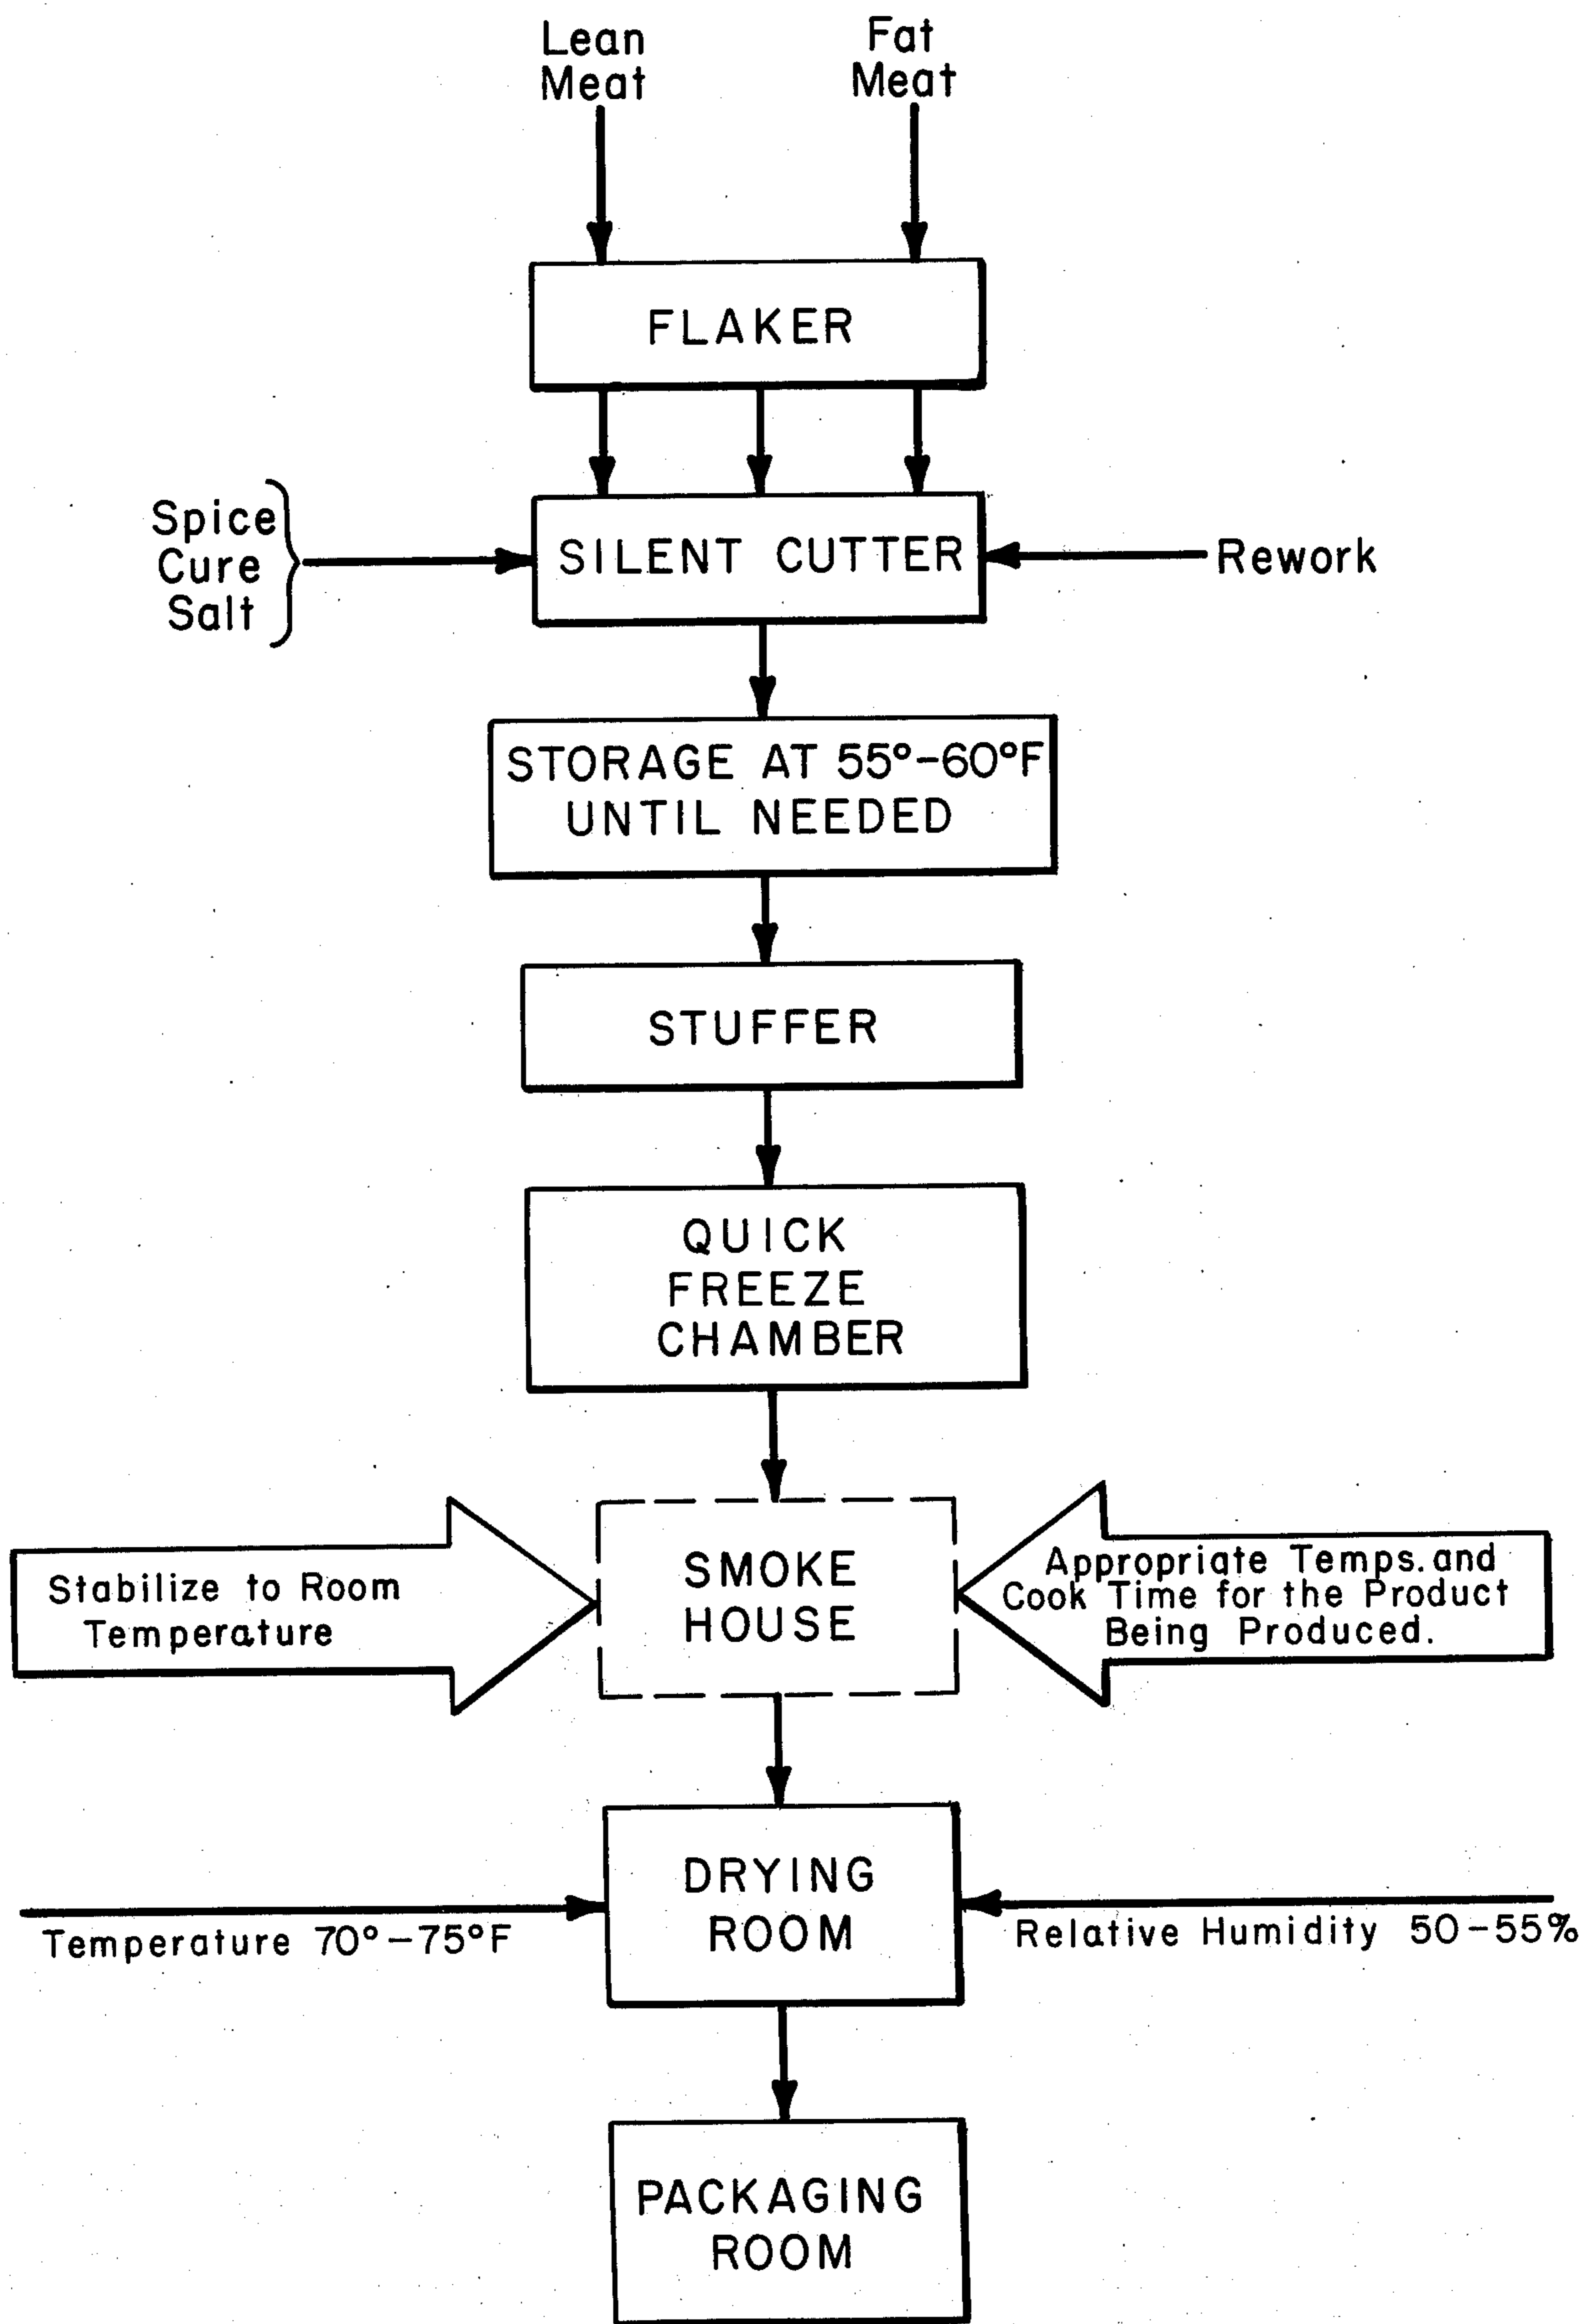 Lean
Meat
Fat
Meat
FLAKER
Spice
Cure
Salt
SILENT CUTTER
Rework
STORAGE AT 55°-60°F
UNTIL NEEDED
STUFFER
QUICK
FREEZE
CHAMBER
Stabilize to Room
Temperature
SMOKE
HOUSE
Appropriate Temps. and
Cook Time for the Product
Being Produced.
DRYING
ROOM
Temperature 70°-75°F
Relative Humidity 50-55%
PACKAGING
ROOM